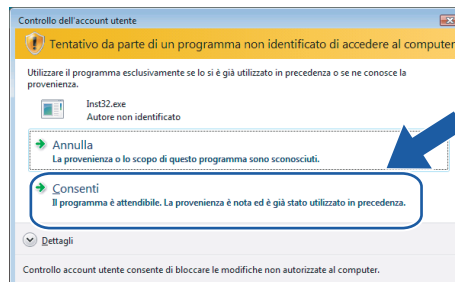 Controllo dell'account utente
Tentativo da parte di un programma non identificato di accedere al computer
Utilizzare il programma esclusivamente se lo si è già utilizzato in precedenza o se ne conosce la
provenienza.
Inst32.exe
Autore non identificato
Annulla
La provenienza o lo scopo di questo programma sono sconosciuti.
Consenti
Il programma è attendibile. La provenienza è nota ed è già stato utilizzato in precedenza.
Dettagli
Controllo account utente consente di bloccare le modifiche non autorizzate al computer.